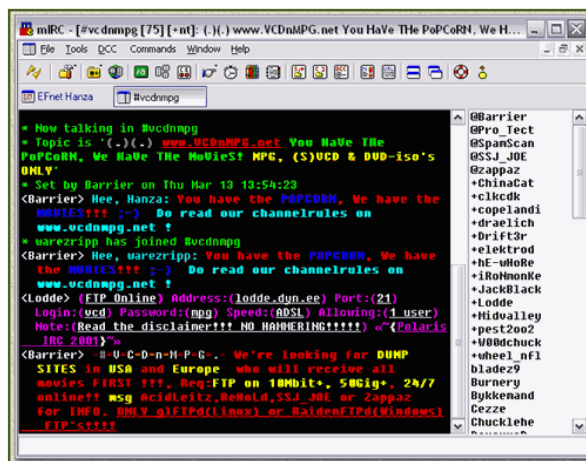 mIRC - [#vcdnmpg [75] [+nt]: (.)(.) www.VCDnMPG.net You HaVe THe PoPCoRN, We H...
File Tools DCC Commands Window Help
EFnet Hanza #vcdnmpg
* Now talking in #vcdnmpg
* Topic is '(.)(.) www.VCDnMPG.net You HaVe THe
PoPCoRN, We HaVe THe MoVieS! MPG, (S)VCD & DVD-iso's
ONLY'
* Set by Barrier on Thu Mar 13 13:54:23
<Barrier> Hee, Hanza: You have the POPCORN, We have
the MOVIES!!! ;-) Do read our channelrules on
www.vcdnmpg.net !
* warezripp has joined #vcdnmpg
<Barrier> Hee, warezripp: You have the POPCORN, We
have the MOVIES!!! ;-) Do read our channelrules on
www.vcdnmpg.net !
<Lodde> (FTP Online) Address:(lodde.dyn.ee) Port:(21)
Login:(vcd) Password:(mpg) Speed:(ADSL) Allowing:(1 user)
Note:(Read the disclaimer!!! NO HAMMERING!!!!!) «~{Polaris
IRC 2001}~»
<Barrier> -=#=V=C=D=n=M=P=G=.- We're looking for DUMP
SITES in USA and Europe who will receive all
movies FIRST !!!, Req:FTP on 10Mbit+, 50Gig+, 24/7
online!! msg AcidLeitz,BeHoLd,SSJ_JOE or Zappaz
for INFO. ONLY glFTPd(Linux) or RaidenFTPd(Windows)
FTP's!!!!
@Barrier
@Pro_Tect
@SpamScan
@SSJ_JOE
@zappaz
+ChinaCat
+clkcdk
+copelandi
+draelich
+Drift3r
+elektrod
+hE-wHoRe
+iRoNmonKe
+JackBlack
+Lodde
+Midvalley
+pest2oo2
+W00dchuck
+wheel_nfl
bladez9
Burnery
Bykkemand
Cezze
Chucklehe